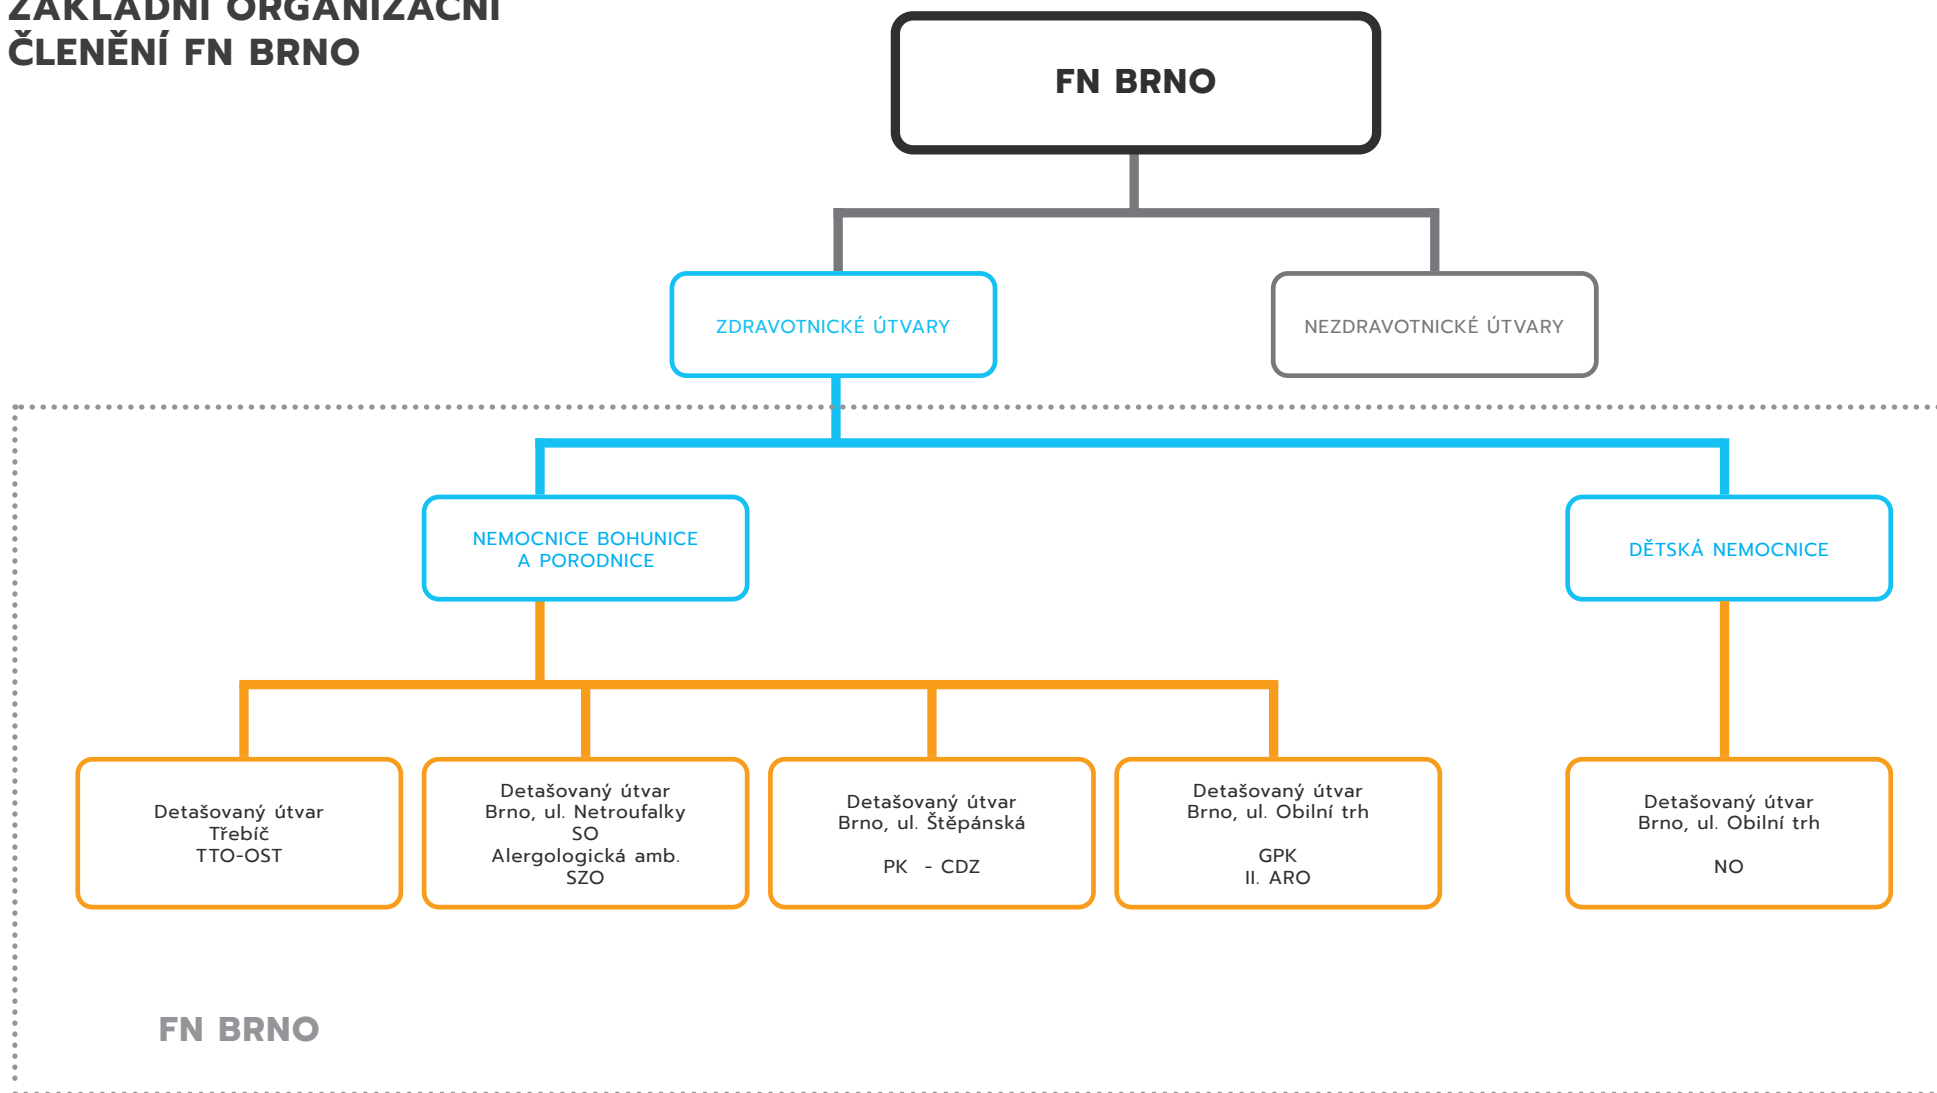 ZÁKLADNÍ ORGANIZAČNÍ
ČLENĚNÍ FN BRNO
FN BRNO
ZDRAVOTNICKÉ ÚTVARY
NEZDRAVOTNICKÉ ÚTVARY
NEMOCNICE BOHUNICE
A PORODNICE
DĚTSKÁ NEMOCNICE
Detašovaný útvar
Třebíč
TTO-OST
Detašovaný útvar
Brno, ul. Netroufalky
SO
Alergologická amb.
SZO
Detašovaný útvar
Brno, ul. Štěpánská
PK - CDZ
Detašovaný útvar
Brno, ul. Obilní trh
GPK
II. ARO
Detašovaný útvar
Brno, ul. Obilní trh
NO
FN BRNO